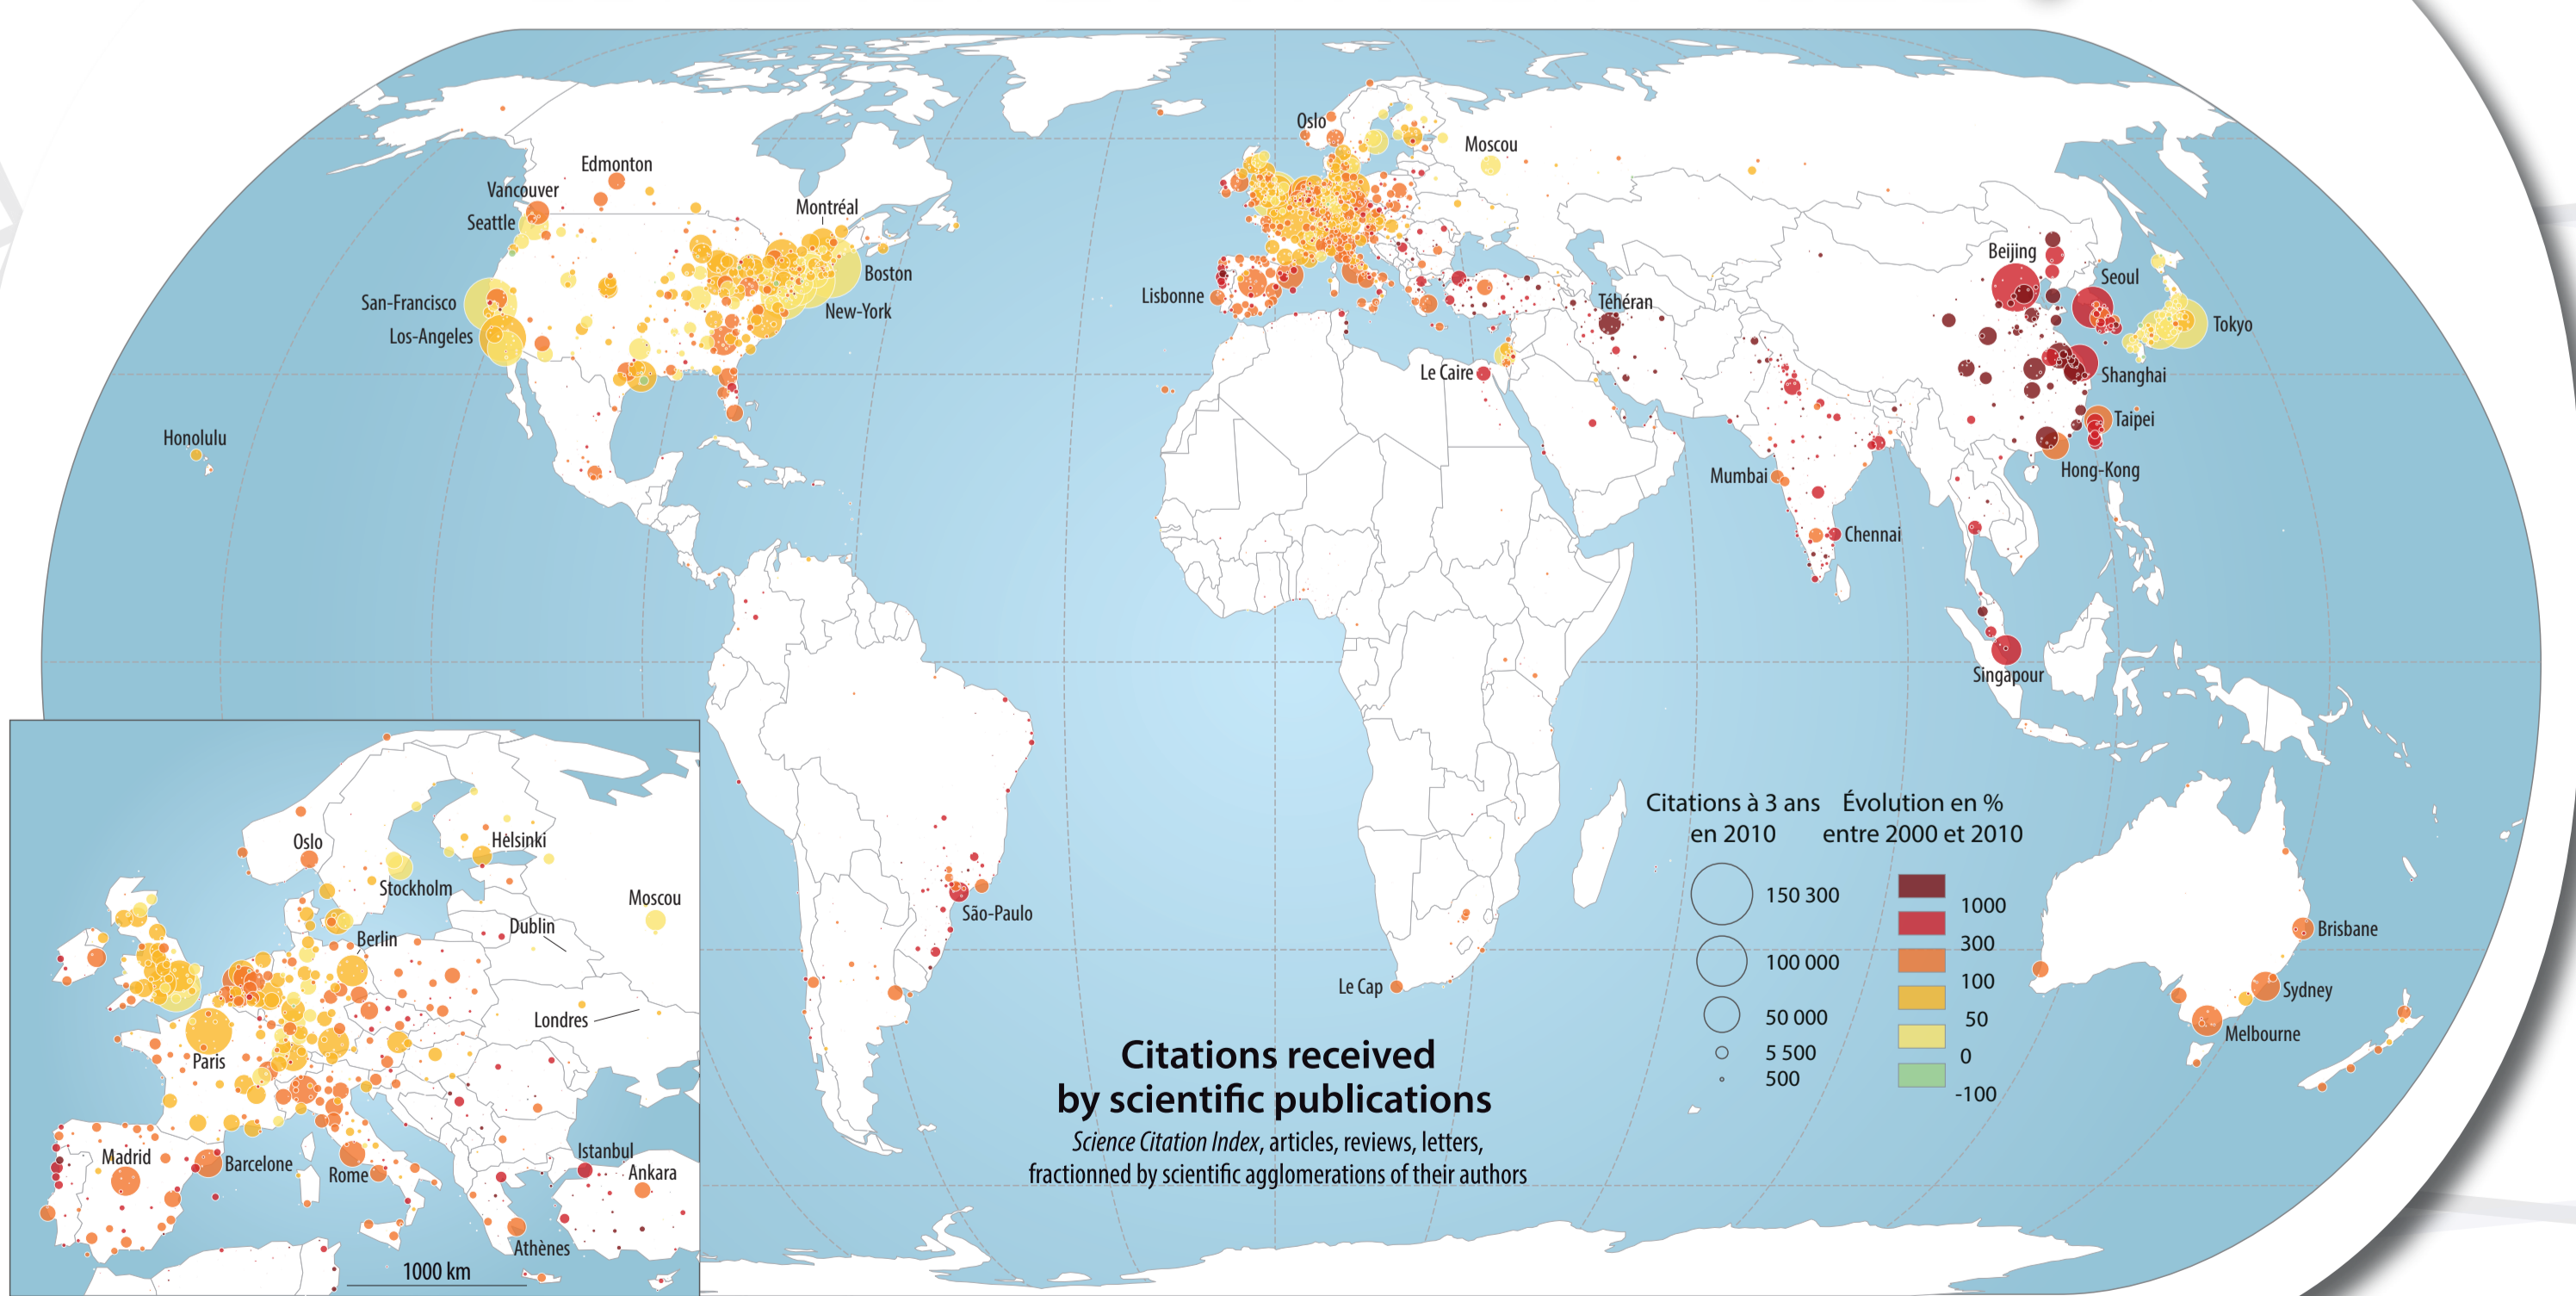 Oslo
Moscou
Edmonton
Vancouver
Seattle
Montréal
Boston
New-York
San-Francisco
Los-Angeles
Honolulu
Lisbonne
Téhéran
Le Caire
Beijing
Seoul
Tokyo
Shanghai
Taipei
Hong-Kong
Mumbai
Chennai
Singapour
São-Paulo
Le Cap
Brisbane
Sydney
Melbourne
Citations à 3 ans
en 2010
150 300
100 000
50 000
5 500
500
Évolution en %
entre 2000 et 2010
1000
300
100
50
0
-100
Citations received
by scientific publications
Science Citation Index, articles, reviews, letters,
fractionned by scientific agglomerations of their authors
Oslo
Helsinki
Stockholm
Moscou
Dublin
Berlin
Londres
Paris
Madrid
Barcelone
Rome
Istanbul
Ankara
Athènes
1000 km